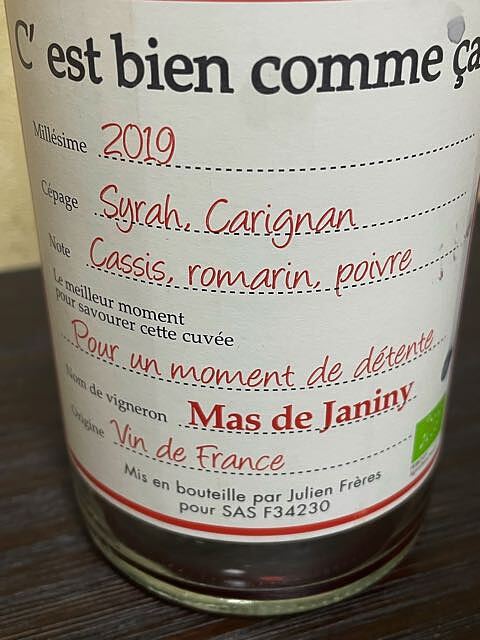 C'est bien comme ça
Millésime 2019
Cépage Syrah, Carignan
Note Cassis, romarin, poivre
Le meilleur moment
pour savourer cette cuvée
Pour un moment de détente
Nom de vigneron Mas de Janiny
Origine Vin de France
Mis en bouteille par Julien Frères
pour SAS F34230